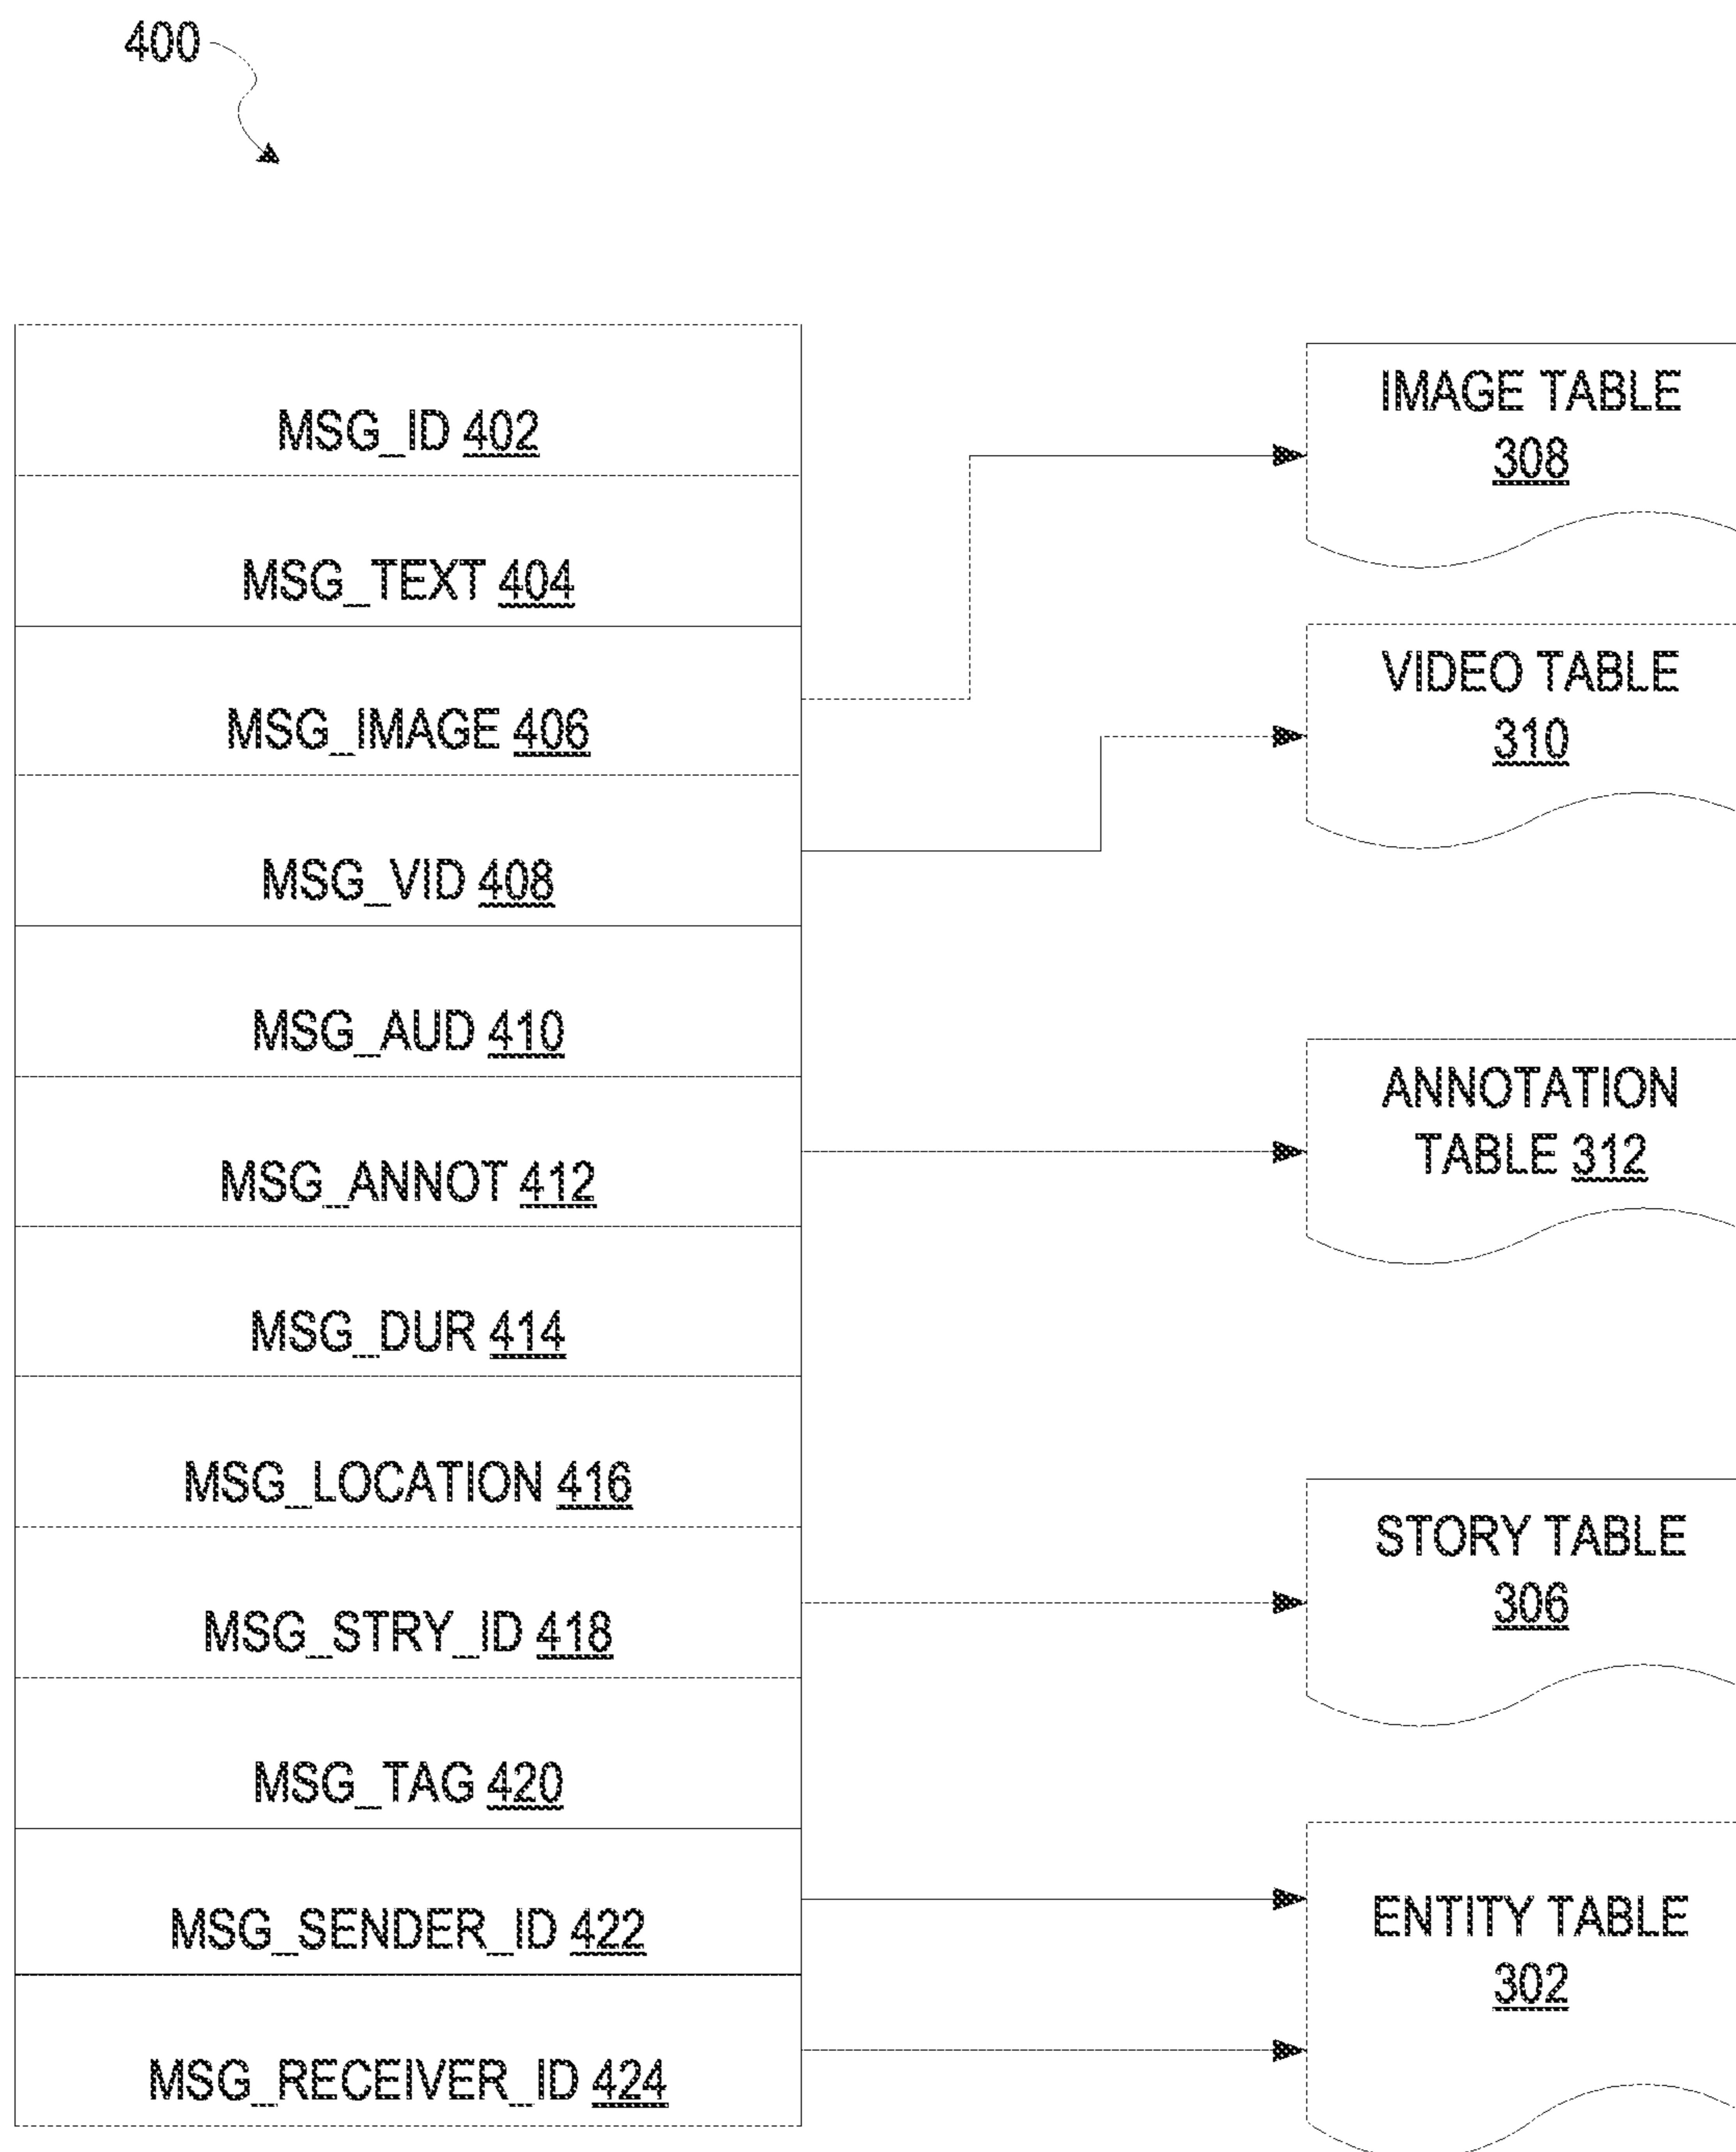 400
MSG_ID 402
MSG_TEXT 404
MSG_IMAGE 406
MSG_VID 408
MSG_AUD 410
MSG_ANNOT 412
MSG_DUR 414
MSG_LOCATION 416
MSG_STRY_ID 418
MSG_TAG 420
MSG_SENDER_ID 422
MSG_RECEIVER_ID 424
IMAGE TABLE
308
VIDEO TABLE
310
ANNOTATION
TABLE 312
STORY TABLE
306
ENTITY TABLE
302